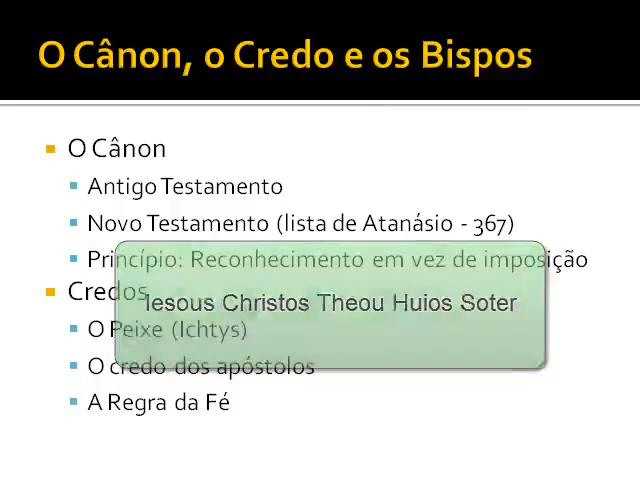 O Cânon, o Credo e os Bispos
O Cânon
Antigo Testamento
Novo Testamento (lista de Atanásio - 367)
Princípio: Reconhecimento em vez de imposição
Credos
Iesous Christos Theou Huios Soter
O Peixe (Ichtys)
O credo dos apóstolos
A Regra da Fé